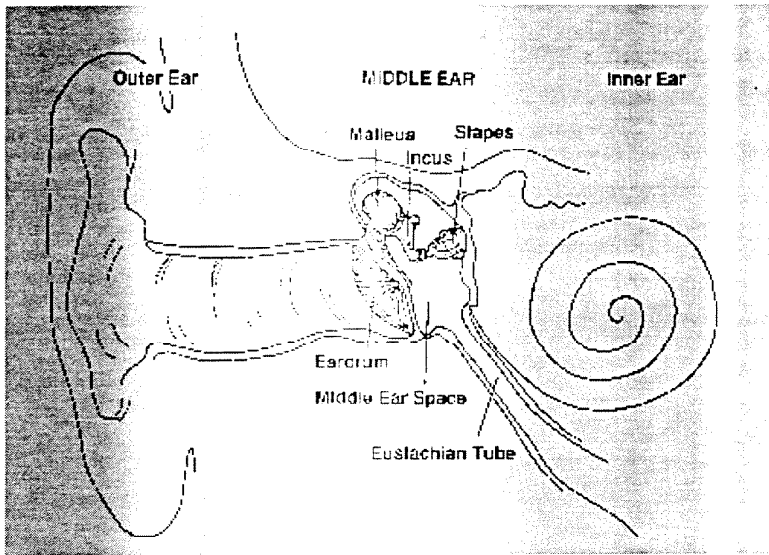 Outer Ear
MIDDLE EAR
Inner Ear
Malleus
Stapes
Incus
Eardrum
Middle Ear Space
Eustachian Tube